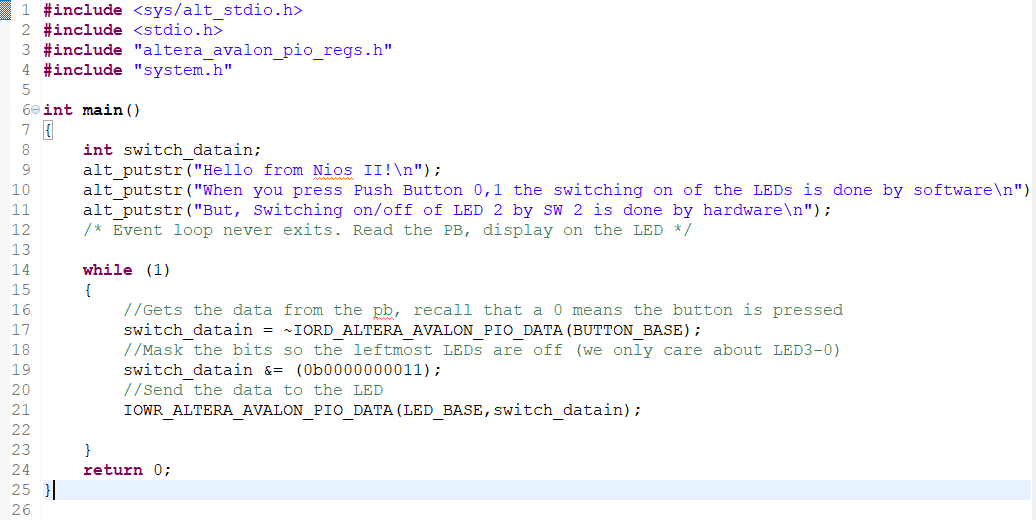 1 #include <sys/alt_stdio.h>
2 #include <stdio.h>
3 #include "altera_avalon_pio_regs.h"
4 #include "system.h"
5
6 int main()
7 {
8 int switch_datain;
9 alt_putstr("Hello from Nios II!\n");
10 alt_putstr("When you press Push Button 0,1 the switching on of the LEDs is done by software\n")
11 alt_putstr("But, Switching on/off of LED 2 by SW 2 is done by hardware\n");
12 /* Event loop never exits. Read the PB, display on the LED */
13
14 while (1)
15 {
16 //Gets the data from the pb, recall that a 0 means the button is pressed
17 switch_datain = ~IORD_ALTERA_AVALON_PIO_DATA(BUTTON_BASE);
18 //Mask the bits so the leftmost LEDs are off (we only care about LED3-0)
19 switch_datain &= (0b0000000011);
20 //Send the data to the LED
21 IOWR_ALTERA_AVALON_PIO_DATA(LED_BASE,switch_datain);
22
23 }
24 return 0;
25 }
26